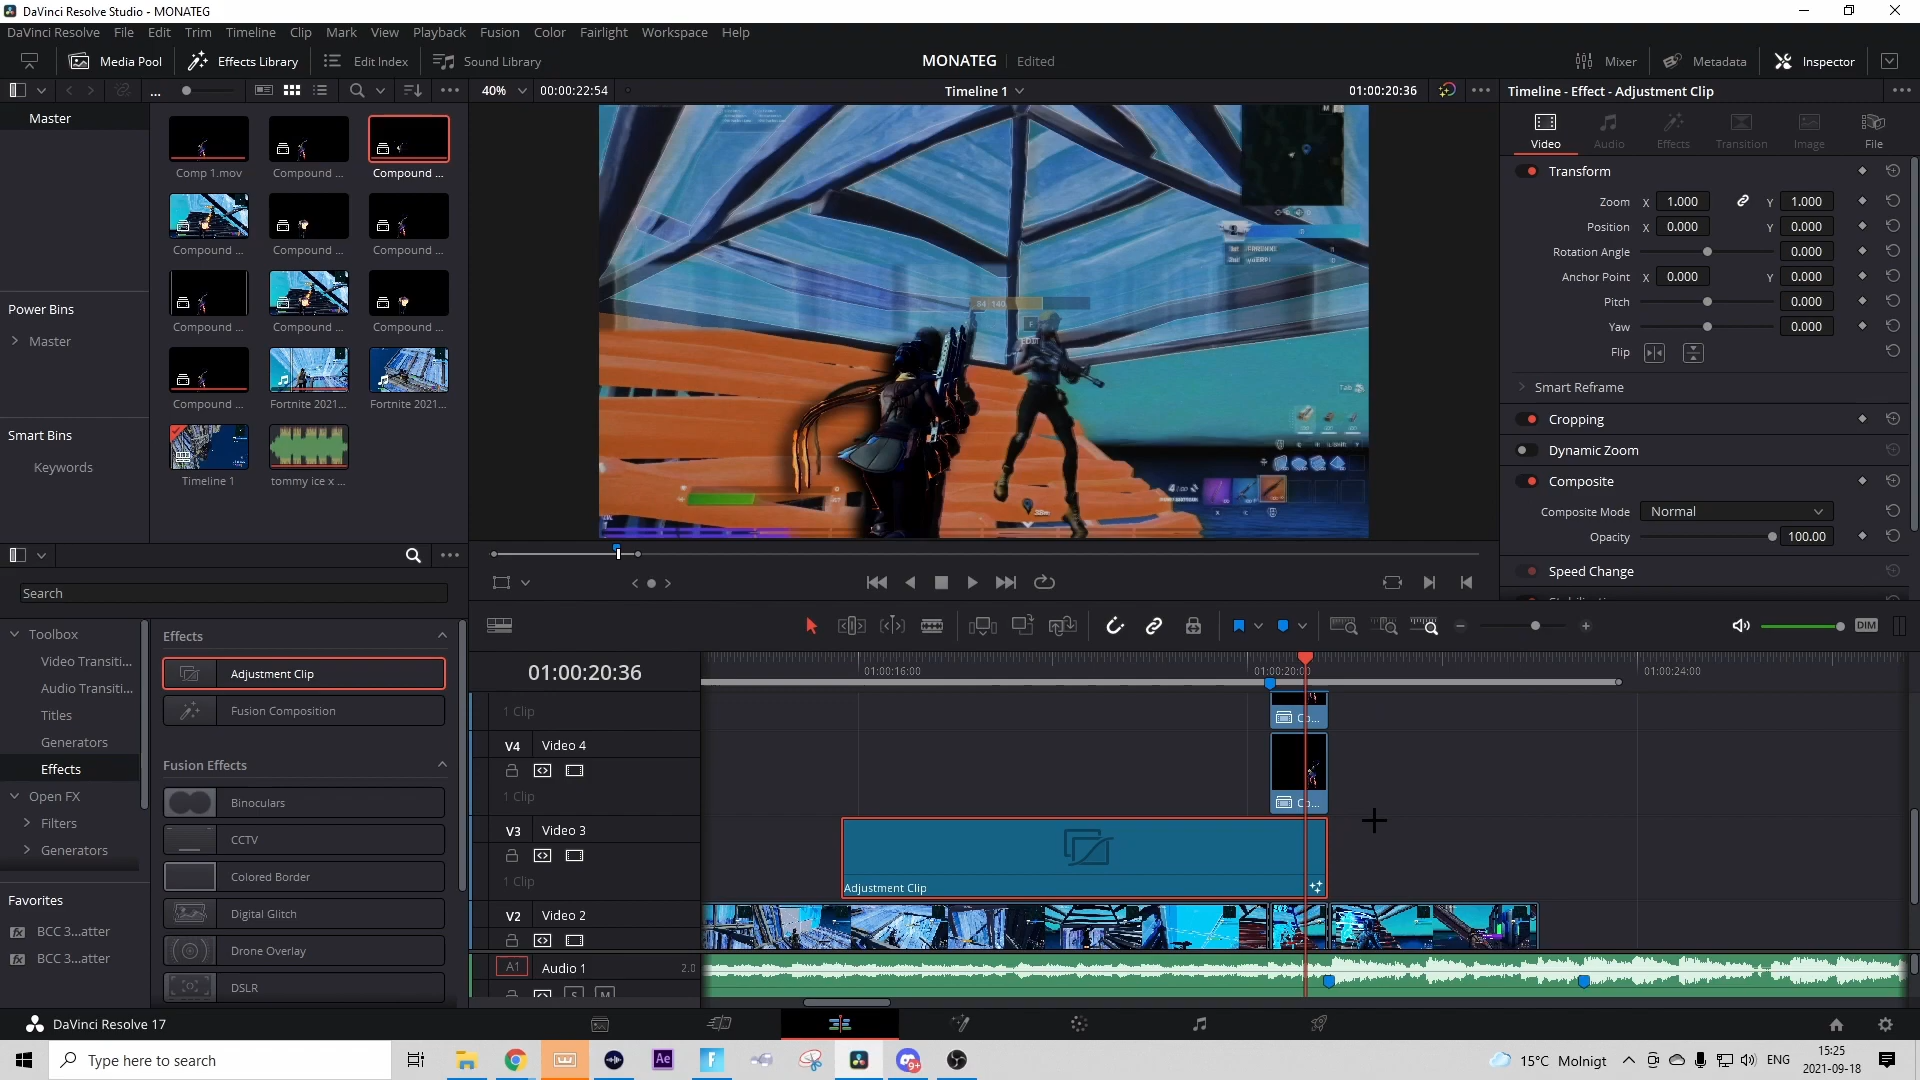 DaVinci Resolve Studio - MONATEG
DaVinci Resolve File Edit Trim Timeline Clip Mark View Playback Fusion Color Fairlight Workspace Help
Media Pool Effects Library Edit Index Sound Library MONATEG Edited Mixer Metadata Inspector
... 40% 00:00:22:54 Timeline 1 01:00:20:36 Timeline - Effect - Adjustment Clip
Master
Video Audio Effects Transition Image File
Comp 1.mov Compound ... Compound ...
Transform
Zoom X 1.000 Y 1.000
Position X 0.000 Y 0.000
Compound ... Compound ... Compound ...
Rotation Angle 0.000
Anchor Point X 0.000 Y 0.000
Pitch 0.000
Power Bins
Compound ... Compound ... Compound ...
Yaw 0.000
Master
Flip
Smart Reframe
Compound ... Fortnite 2021... Fortnite 2021...
Cropping
Smart Bins
Dynamic Zoom
Keywords
Timeline 1 tommy ice x ...
Composite
Composite Mode Normal
Opacity 100.00
Speed Change
Search
Toolbox
Effects
DIM
Video Transiti...
Adjustment Clip
01:00:20:36
01:00:16:00 01:00:20:00 01:00:24:00
Audio Transiti...
Fusion Composition
1 Clip
Co...
Titles
Generators
V4 Video 4
Effects
Fusion Effects
Open FX
Binoculars
1 Clip
Co...
Filters
CCTV
V3 Video 3
Generators
Colored Border
1 Clip
Adjustment Clip
Favorites
Digital Glitch
V2 Video 2
BCC 3...atter
Drone Overlay
BCC 3...atter
A1 Audio 1 2.0
DSLR
S M
DaVinci Resolve 17
Type here to search
Ae
15°C Molnigt
ENG
15:25
2021-09-18